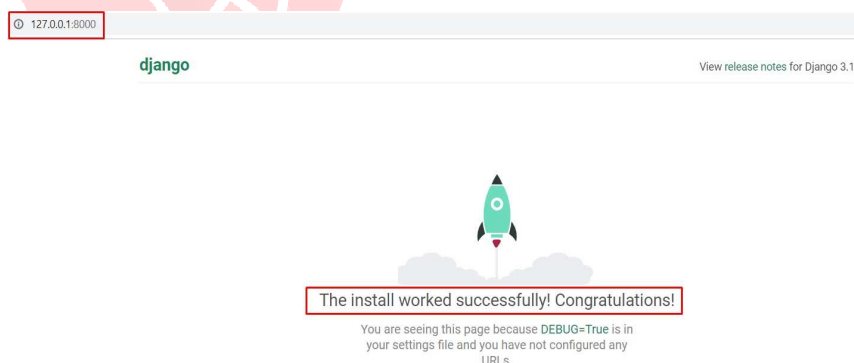 127.0.0.1:8000
django
View release notes for Django 3.1
The install worked successfully! Congratulations!
You are seeing this page because DEBUG=True is in
your settings file and you have not configured any
URLs.